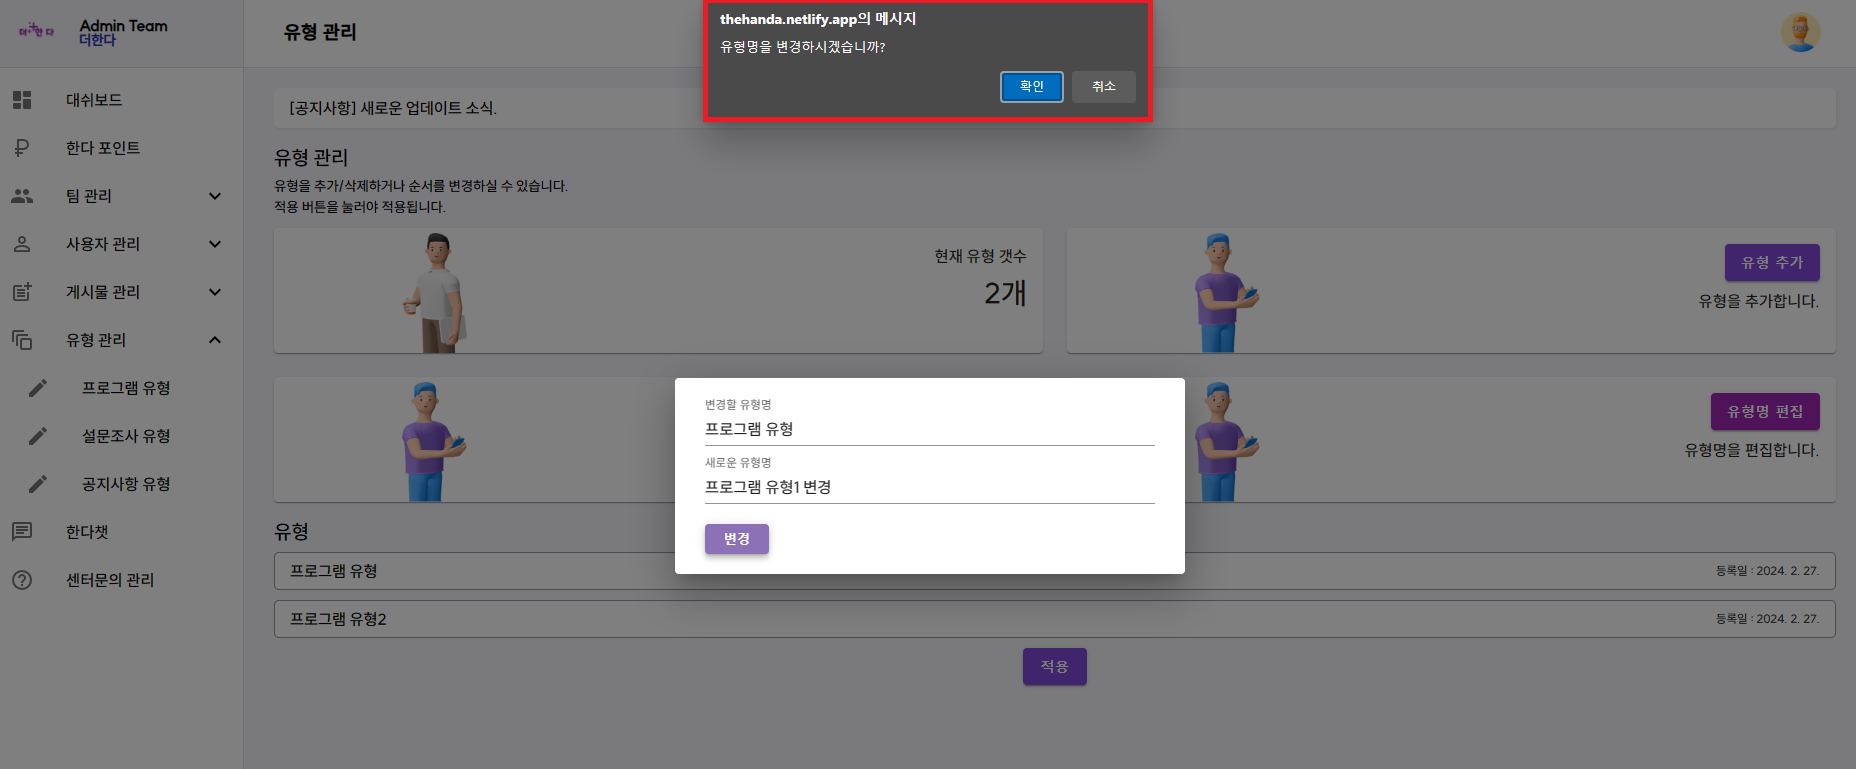 더한다
Admin Team
더한다
유형 관리
thehanda.netlify.app의 메시지
유형명을 변경하시겠습니까?
확인
취소
대쉬보드
한다 포인트
팀 관리
사용자 관리
게시물 관리
유형 관리
프로그램 유형
설문조사 유형
공지사항 유형
한다챗
센터문의 관리
[공지사항] 새로운 업데이트 소식.
유형 관리
유형을 추가/삭제하거나 순서를 변경하실 수 있습니다.
적용 버튼을 눌러야 적용됩니다.
현재 유형 갯수
2개
유형 추가
유형을 추가합니다.
유형명 편집
유형명을 편집합니다.
변경할 유형명
프로그램 유형
새로운 유형명
프로그램 유형1 변경
변경
유형
프로그램 유형
등록일 : 2024. 2. 27.
프로그램 유형2
등록일 : 2024. 2. 27.
적용